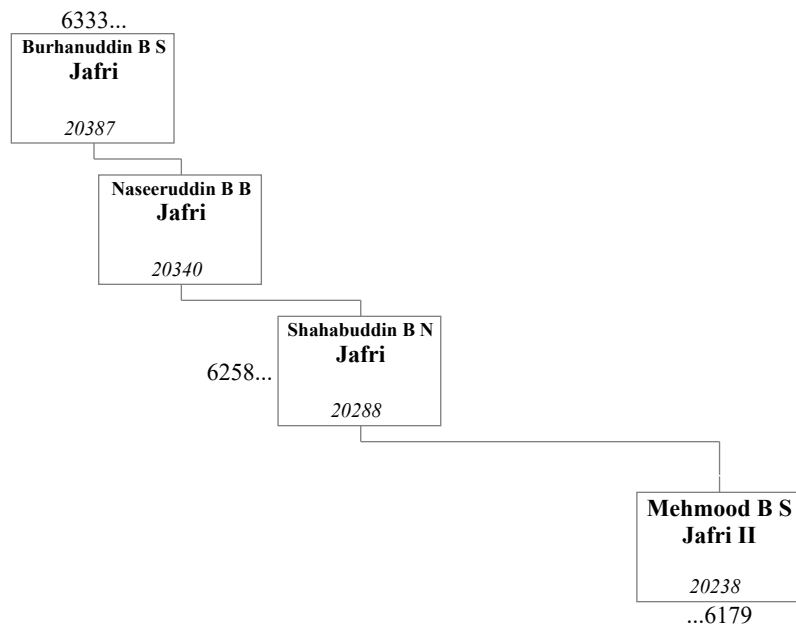 6333...
Burhanuddin B S
Jafri
20387
Naseeruddin B B
Jafri
20340
Shahabuddin B N
Jafri
6258...
20288
Mehmood B S
Jafri II
20238
...6179